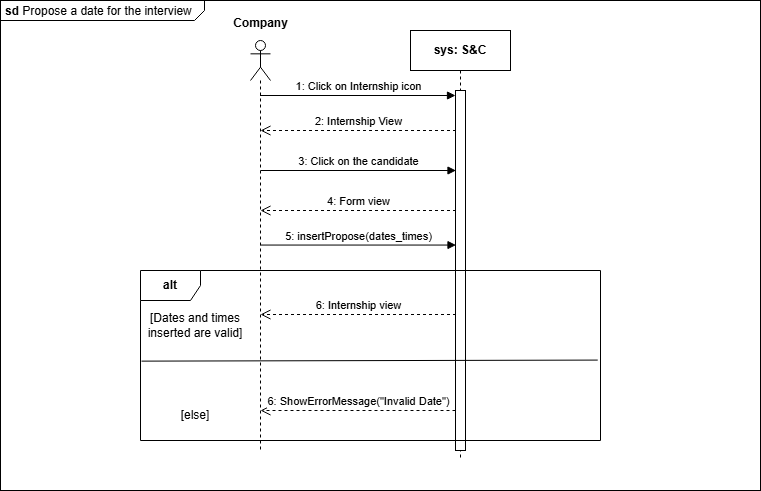 sd Propose a date for the interview
Company
sys: S&C
1: Click on Internship icon
2: Internship View
3: Click on the candidate
4: Form view
5: insertPropose(dates_times)
alt
6: Internship view
[Dates and times
inserted are valid]
6: ShowErrorMessage("Invalid Date")
[else]